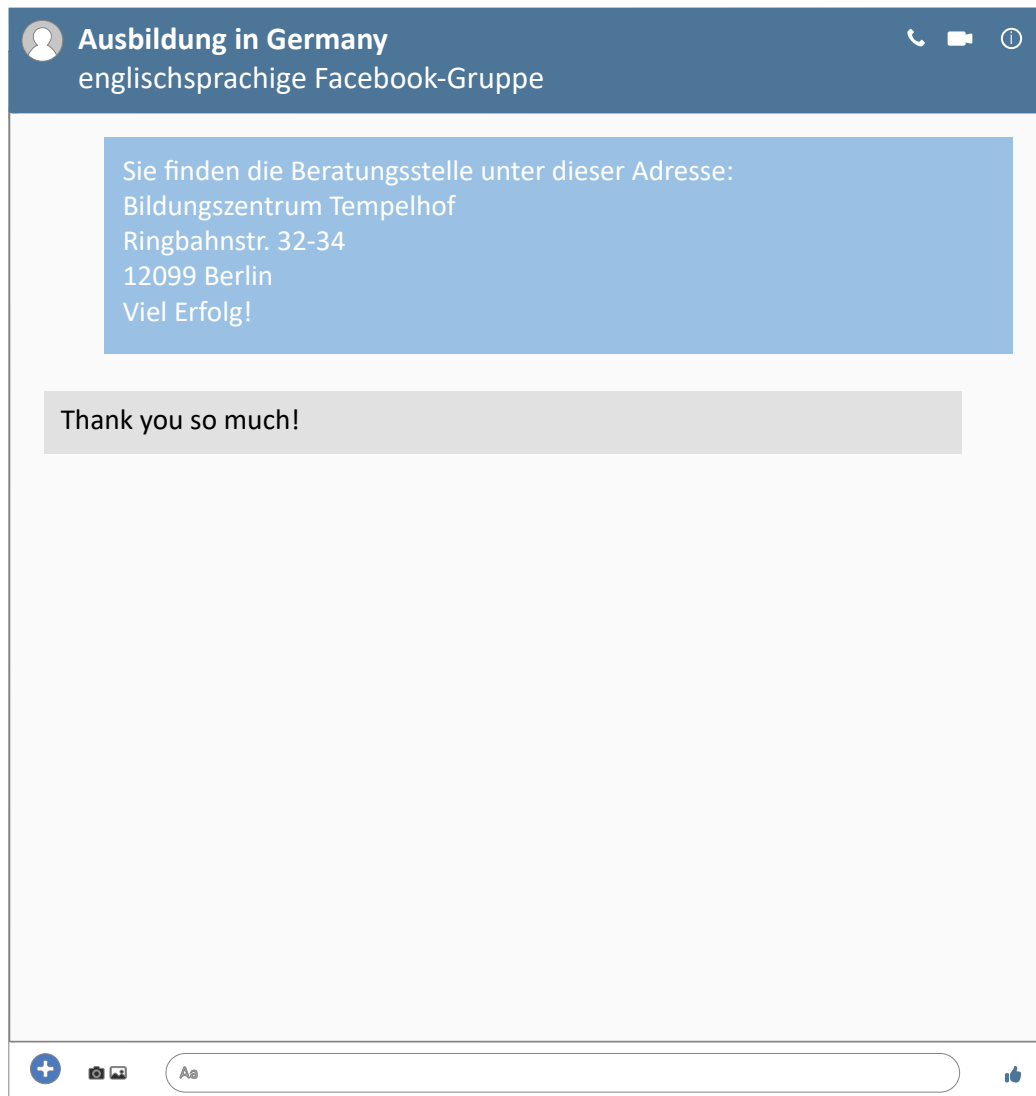 Ausbildung in Germany
englischsprachige Facebook-Gruppe
Sie finden die Beratungsstelle unter dieser Adresse:
Bildungszentrum Tempelhof
Ringbahnstr. 32-34
12099 Berlin
Viel Erfolg!
Thank you so much!
Aa